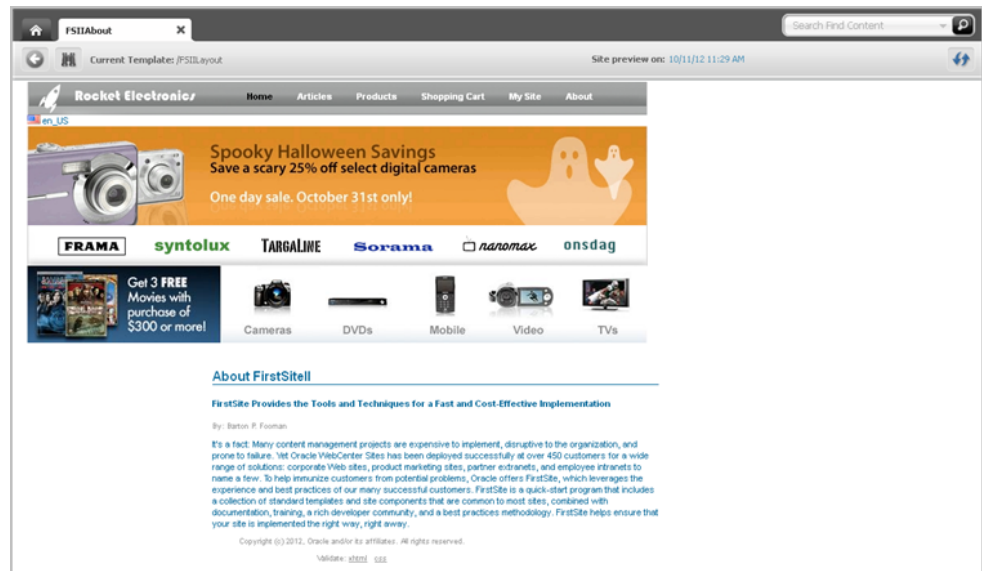 FSIIAbout
Search Find Content
Current Template: /FSIILayout
Site preview on: 10/11/12 11:29 AM
Rocket Electronics
Home Articles Products Shopping Cart My Site About
en_US
Spooky Halloween Savings
Save a scary 25% off select digital cameras
One day sale. October 31st only!
FRAMA syntolux TARGALINE Sorama nanomax onsdag
Get 3 FREE
Movies with
purchase of
$300 or more!
Cameras DVDs Mobile Video TVs
About FirstSiteII
FirstSite Provides the Tools and Techniques for a Fast and Cost-Effective Implementation
By: Barton P. Fooman
It's a fact: Many content management projects are expensive to implement, disruptive to the organization, and
prone to failure. Yet Oracle WebCenter Sites has been deployed successfully at over 450 customers for a wide
range of solutions: corporate Web sites, product marketing sites, partner extranets, and employee intranets to
name a few. To help immunize customers from potential problems, Oracle offers FirstSite, which leverages the
experience and best practices of our many successful customers. FirstSite is a quick-start program that includes
a collection of standard templates and site components that are common to most sites, combined with
documentation, training, a rich developer community, and a best practices methodology. FirstSite helps ensure that
your site is implemented the right way, right away.
Copyright (c) 2012, Oracle and/or its affiliates. All rights reserved.
Validate: xhtml css